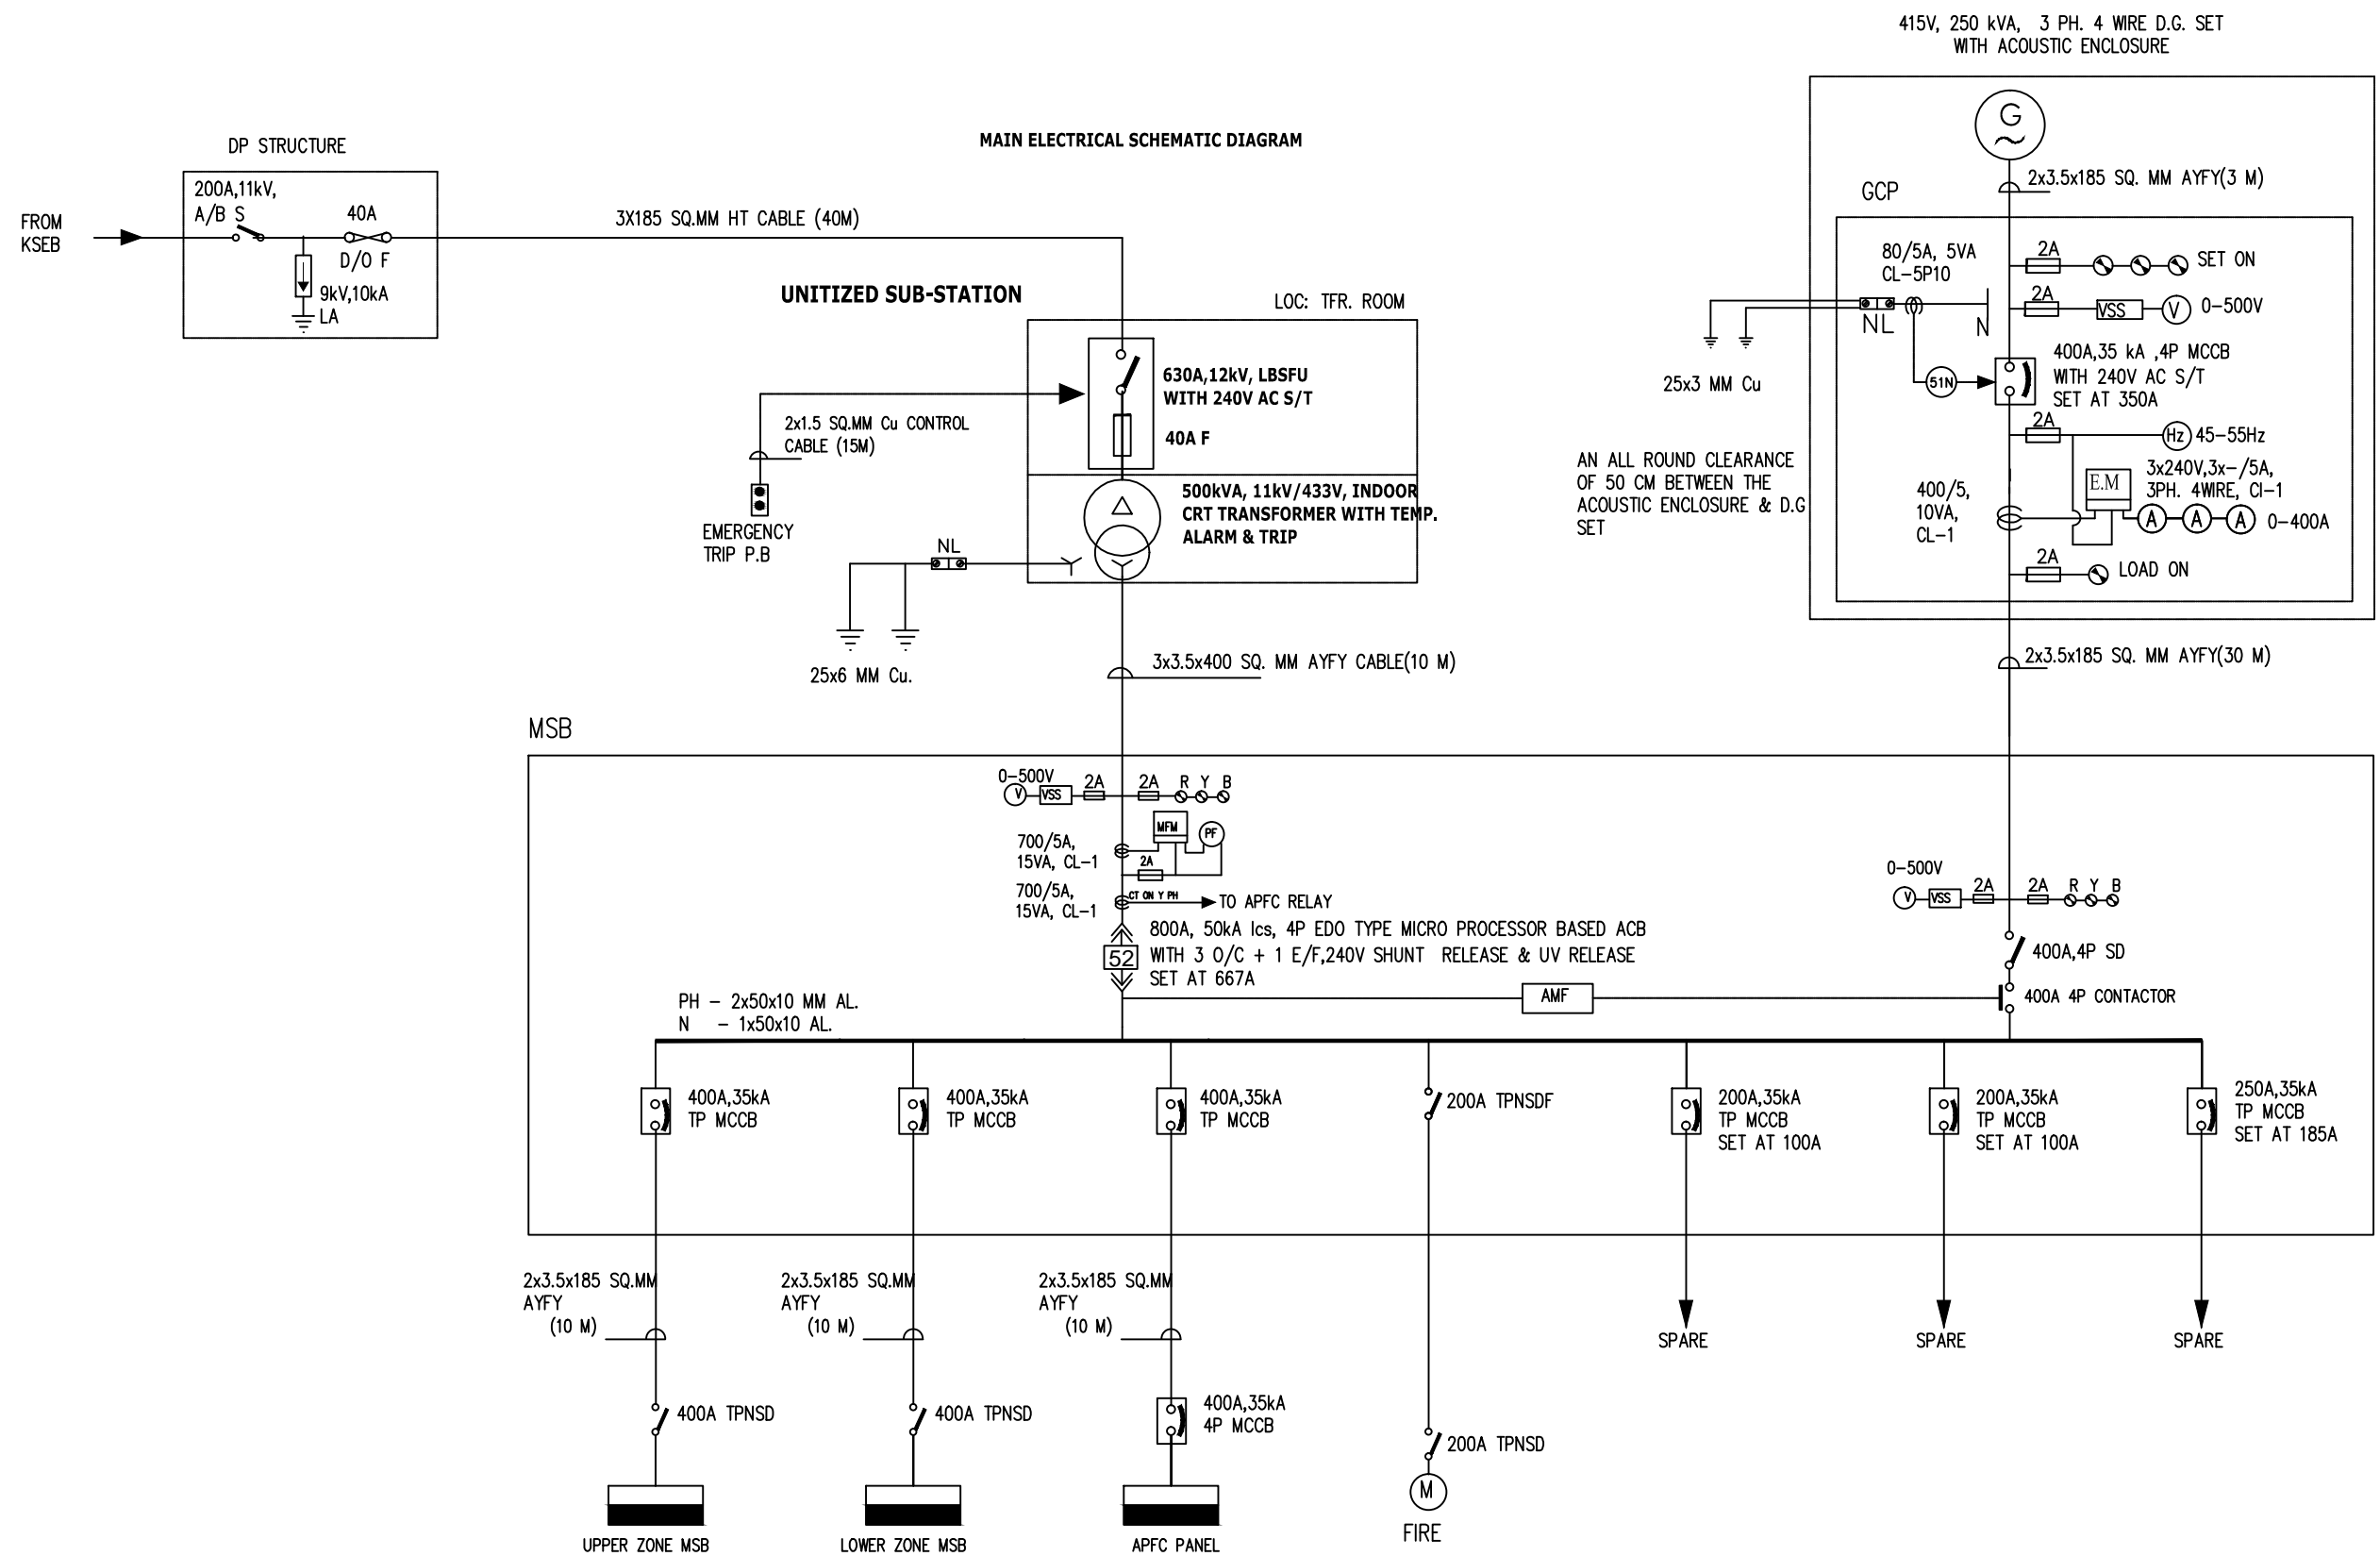 415V, 250 kVA, 3 PH. 4 WIRE D.G. SET
WITH ACOUSTIC ENCLOSURE
MAIN ELECTRICAL SCHEMATIC DIAGRAM
DP STRUCTURE
200A,11kV,
A/B S
40A
D/O F
9kV,10kA
LA
FROM
KSEB
3X185 SQ.MM HT CABLE (40M)
UNITIZED SUB-STATION
LOC: TFR. ROOM
630A,12kV, LBSFU
WITH 240V AC S/T
40A F
2x1.5 SQ.MM Cu CONTROL
CABLE (15M)
EMERGENCY
TRIP P.B
500kVA, 11kV/433V, INDOOR
CRT TRANSFORMER WITH TEMP.
ALARM & TRIP
NL
25x6 MM Cu.
3x3.5x400 SQ. MM AYFY CABLE(10 M)
G
2x3.5x185 SQ. MM AYFY(3 M)
GCP
80/5A, 5VA
CL-5P10
2A
SET ON
2A
VSS
V
0-500V
NL
N
25x3 MM Cu
51N
400A,35 kA ,4P MCCB
WITH 240V AC S/T
SET AT 350A
2A
Hz
45-55Hz
AN ALL ROUND CLEARANCE
OF 50 CM BETWEEN THE
ACOUSTIC ENCLOSURE & D.G
SET
400/5,
10VA,
CL-1
E.M
3x240V,3x-/5A,
3PH. 4WIRE, Cl-1
A A A
0-400A
2A
LOAD ON
2x3.5x185 SQ. MM AYFY(30 M)
MSB
0-500V
V
VSS
2A
2A
R Y B
700/5A,
15VA, CL-1
MFM
PF
2A
700/5A,
15VA, CL-1
CT ON Y PH
TO APFC RELAY
52
800A, 50kA Ics, 4P EDO TYPE MICRO PROCESSOR BASED ACB
WITH 3 O/C + 1 E/F,240V SHUNT RELEASE & UV RELEASE
SET AT 667A
0-500V
V
VSS
2A
2A
R Y B
400A,4P SD
AMF
400A 4P CONTACTOR
PH - 2x50x10 MM AL.
N - 1x50x10 AL.
400A,35kA
TP MCCB
400A,35kA
TP MCCB
400A,35kA
TP MCCB
200A TPNSDF
200A,35kA
TP MCCB
SET AT 100A
200A,35kA
TP MCCB
SET AT 100A
250A,35kA
TP MCCB
SET AT 185A
2x3.5x185 SQ.MM
AYFY
(10 M)
2x3.5x185 SQ.MM
AYFY
(10 M)
2x3.5x185 SQ.MM
AYFY
(10 M)
SPARE
SPARE
SPARE
400A TPNSD
400A TPNSD
400A,35kA
4P MCCB
200A TPNSD
M
FIRE
UPPER ZONE MSB
LOWER ZONE MSB
APFC PANEL